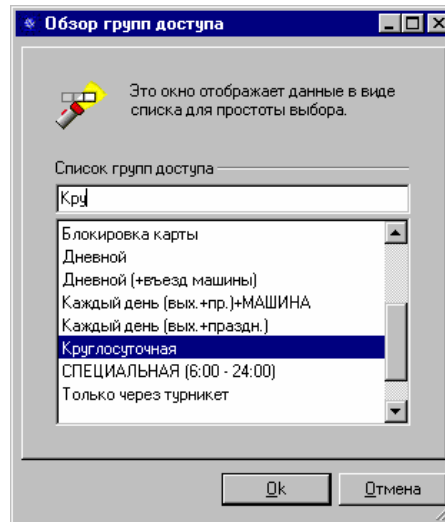 Обзор групп доступа
Это окно отображает данные в виде
списка для простоты выбора.
Список групп доступа
Кру
Блокировка карты
Дневной
Дневной (+въезд машины)
Каждый день (вых.+пр.)+МАШИНА
Каждый день (вых.+праздн.)
Круглосуточная
СПЕЦИАЛЬНАЯ (6:00 - 24:00)
Только через турникет
Ok
Отмена